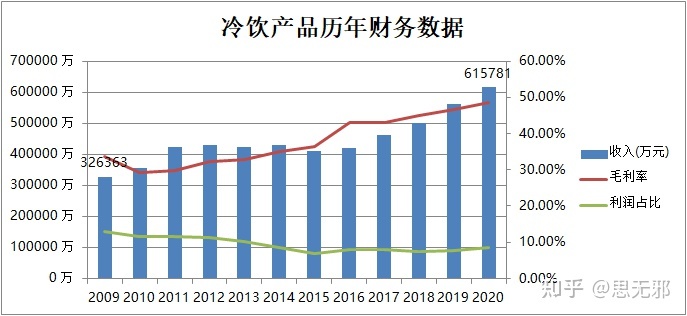 冷饮产品历年财务数据
700000 万
600000 万
500000 万
400000 万
300000 万
200000 万
100000 万
0 万
60.00%
50.00%
40.00%
30.00%
20.00%
10.00%
0.00%
326363
615781
收入(万元)
毛利率
利润占比
2009 2010 2011 2012 2013 2014 2015 2016 2017 2018 2019 2020
知乎 @思无邪